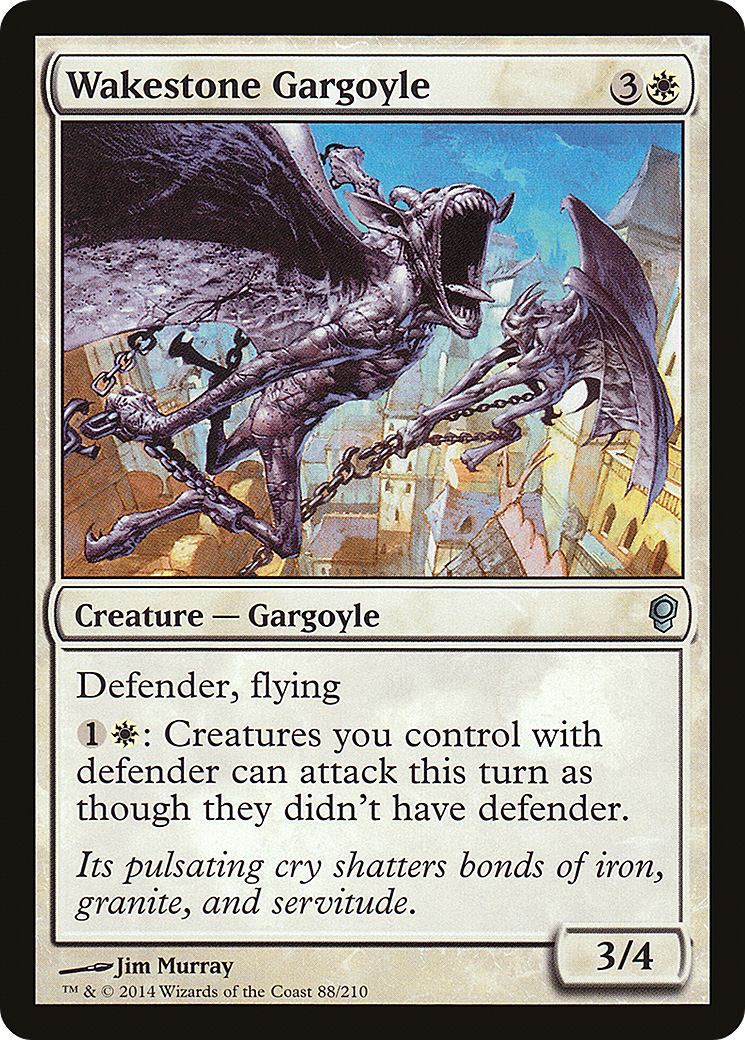 Wakestone Gargoyle 3
Creature — Gargoyle
Defender, flying
1: Creatures you control with
defender can attack this turn as
though they didn't have defender.
Its pulsating cry shatters bonds of iron,
granite, and servitude.
3/4
Jim Murray
™ & © 2014 Wizards of the Coast 88/210